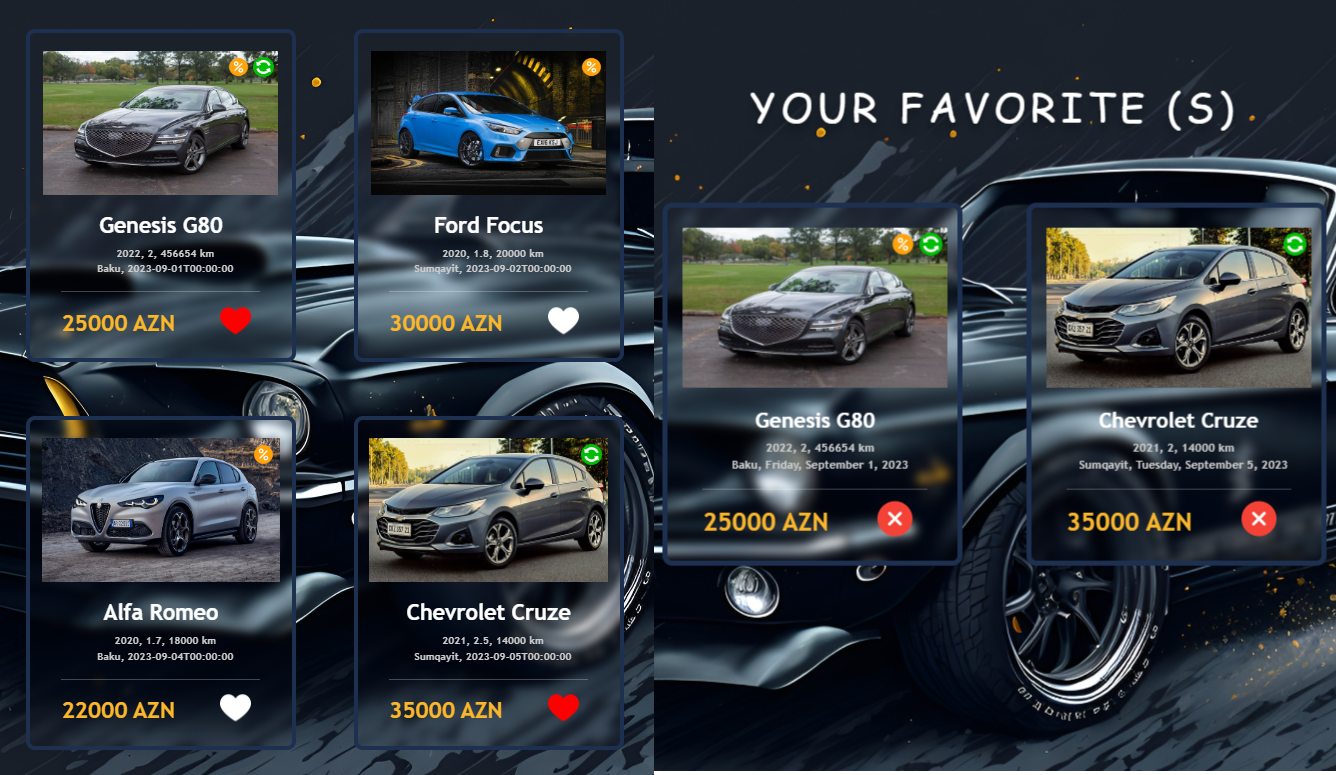 Genesis G80
2022, 2, 456654 km
Baku, 2023-09-01T00:00:00
25000 AZN
%
Ford Focus
2020, 1.8, 20000 km
Sumqayit, 2023-09-02T00:00:00
30000 AZN
%
Alfa Romeo
2020, 1.7, 18000 km
Baku, 2023-09-04T00:00:00
22000 AZN
%
Chevrolet Cruze
2021, 2.5, 14000 km
Sumqayit, 2023-09-05T00:00:00
35000 AZN
YOUR FAVORITE (S)
%
Genesis G80
2022, 2, 456654 km
Baku, Friday, September 1, 2023
25000 AZN
Chevrolet Cruze
2021, 2, 14000 km
Sumqayit, Tuesday, September 5, 2023
35000 AZN